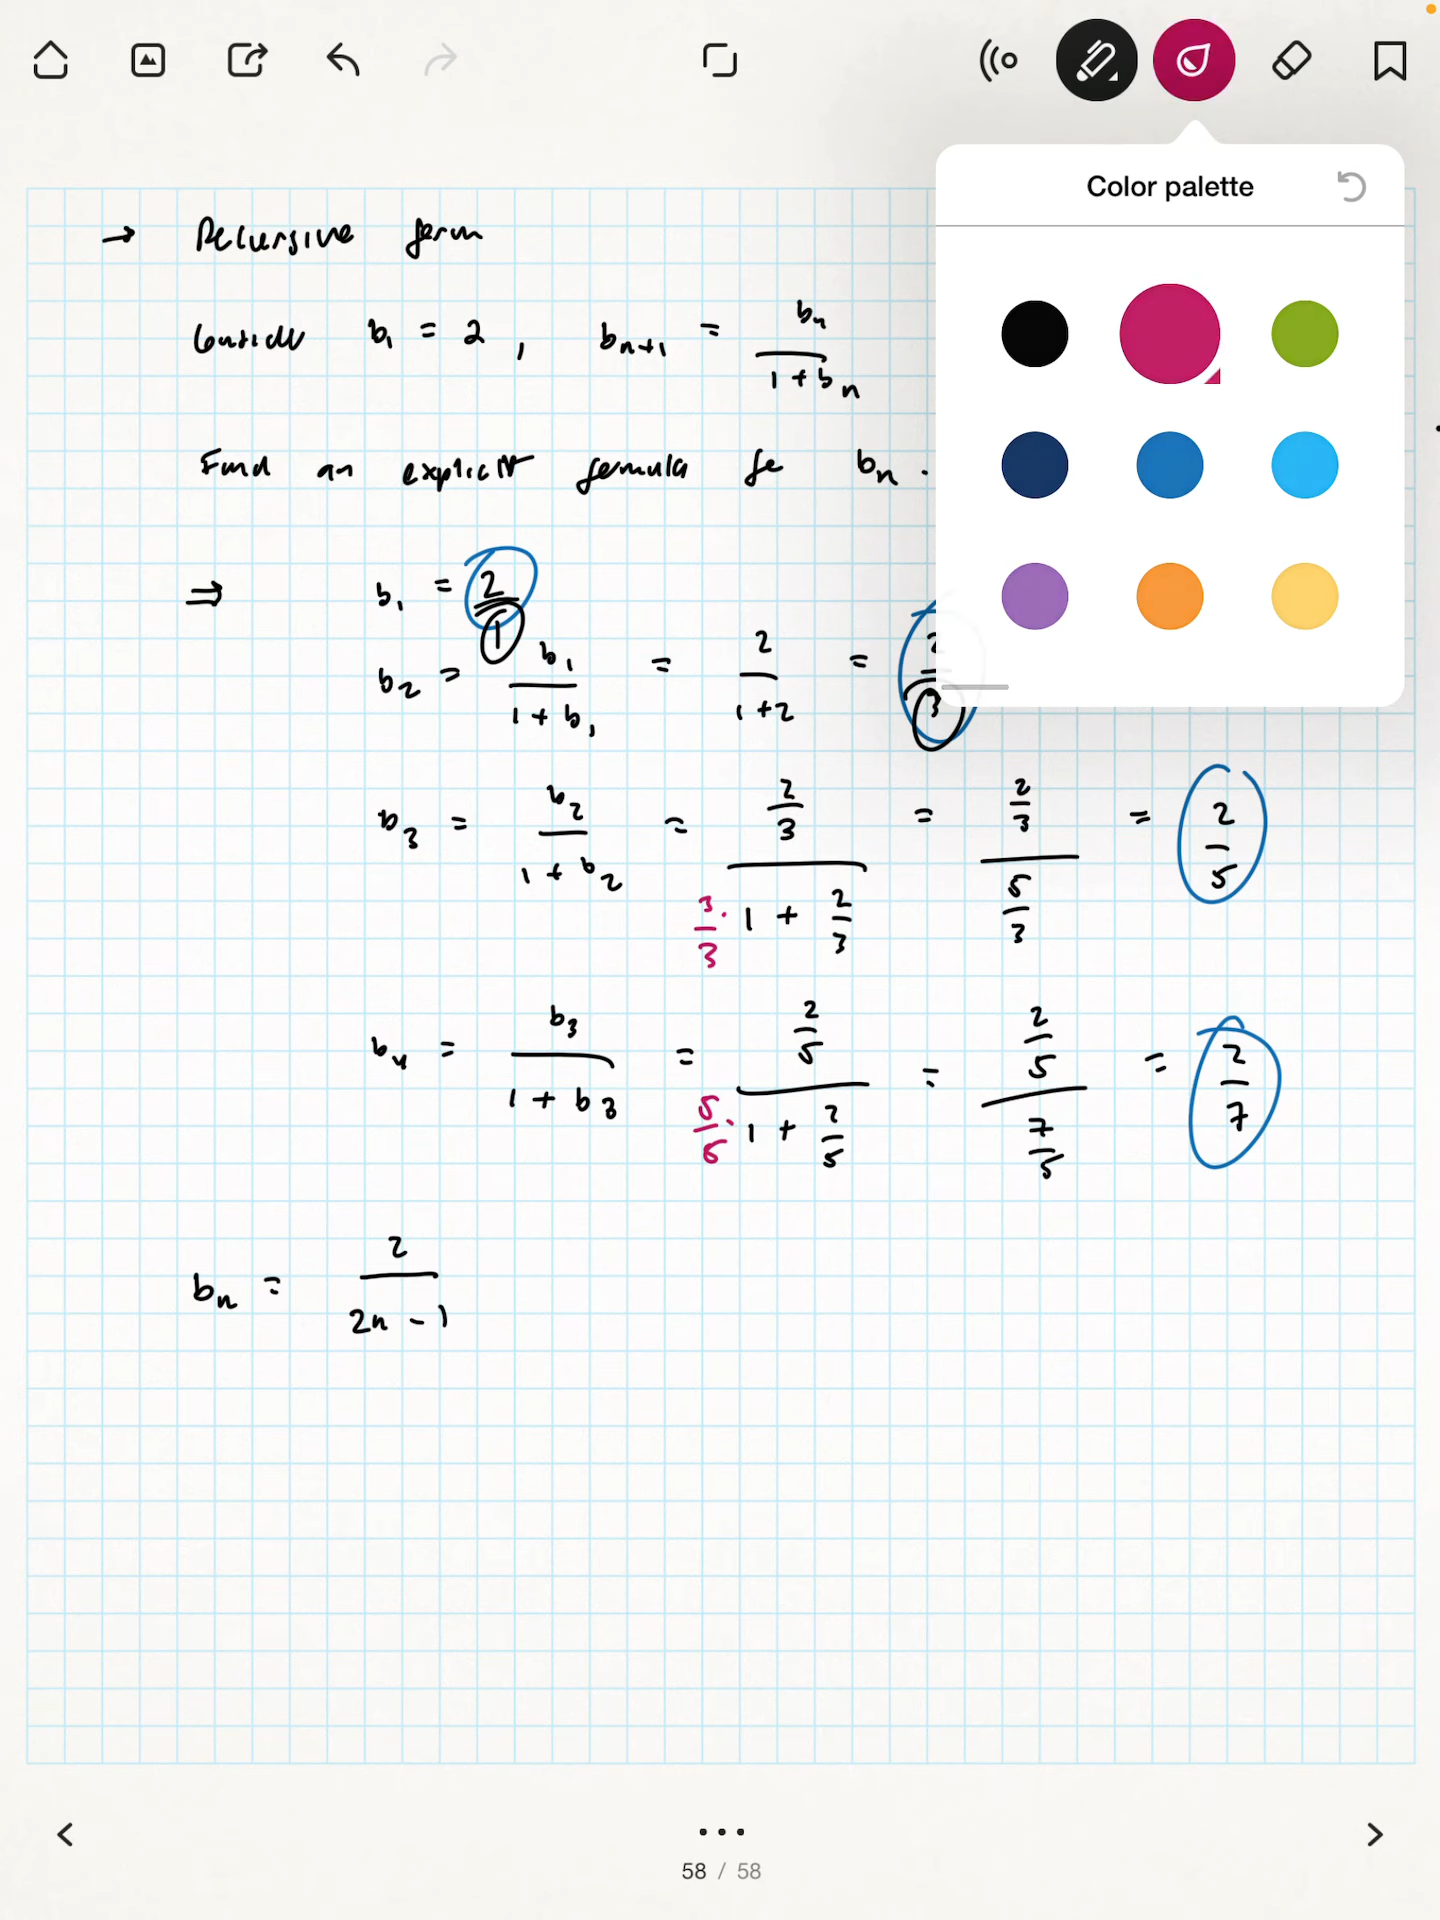 Color palette
→ Recursive form
Consider b₁ = 2 , bₙ₊₁ = bₙ / (1 + bₙ)
Find an explicit formula for bₙ .
⇒ b₁ = 2/1
b₂ = b₁ / (1 + b₁) = 2 / (1 + 2) = 2/3
b₃ = b₂ / (1 + b₂) = (2/3) / (3/3 · 1 + 2/3) = (2/3) / (5/3) = 2/5
b₄ = b₃ / (1 + b₃) = (2/5) / (5/5 · 1 + 2/5) = (2/5) / (7/5) = 2/7
bₙ = 2 / (2n - 1)
58 / 58